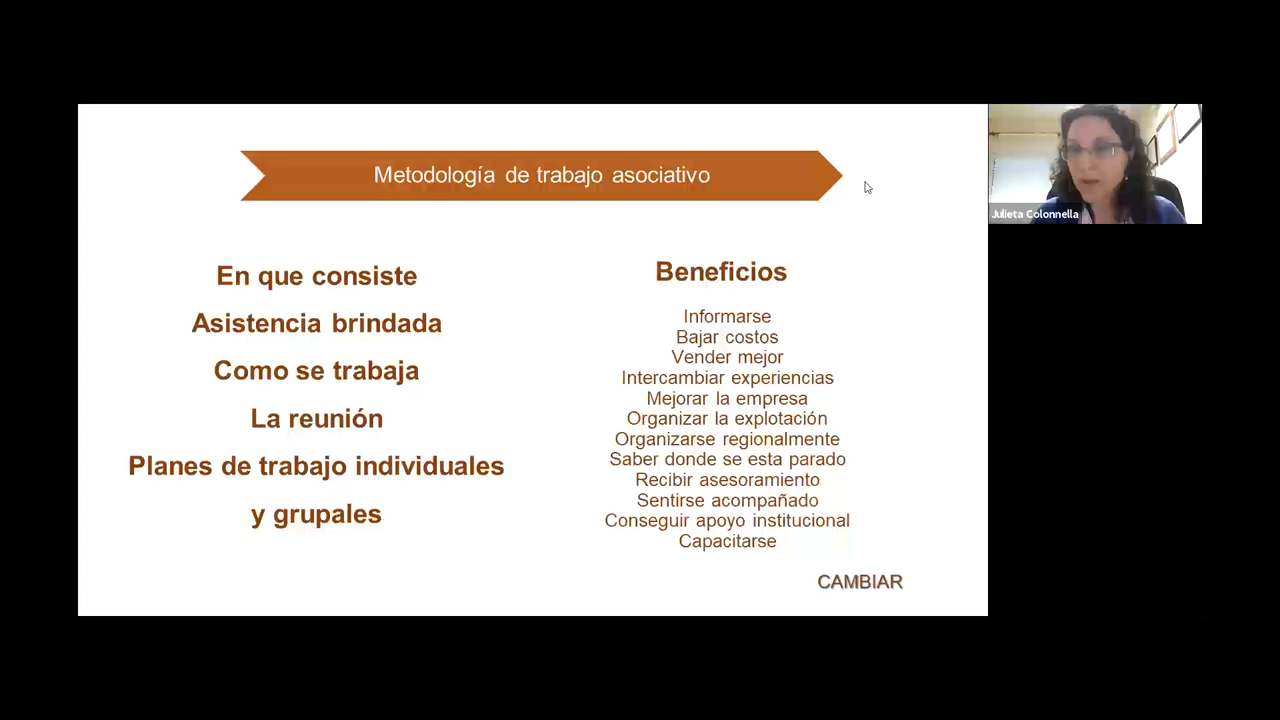 Metodología de trabajo asociativo
Julieta Colonnella
En que consiste
Asistencia brindada
Como se trabaja
La reunión
Planes de trabajo individuales
y grupales
Beneficios
Informarse
Bajar costos
Vender mejor
Intercambiar experiencias
Mejorar la empresa
Organizar la explotación
Organizarse regionalmente
Saber donde se esta parado
Recibir asesoramiento
Sentirse acompañado
Conseguir apoyo institucional
Capacitarse
CAMBIAR